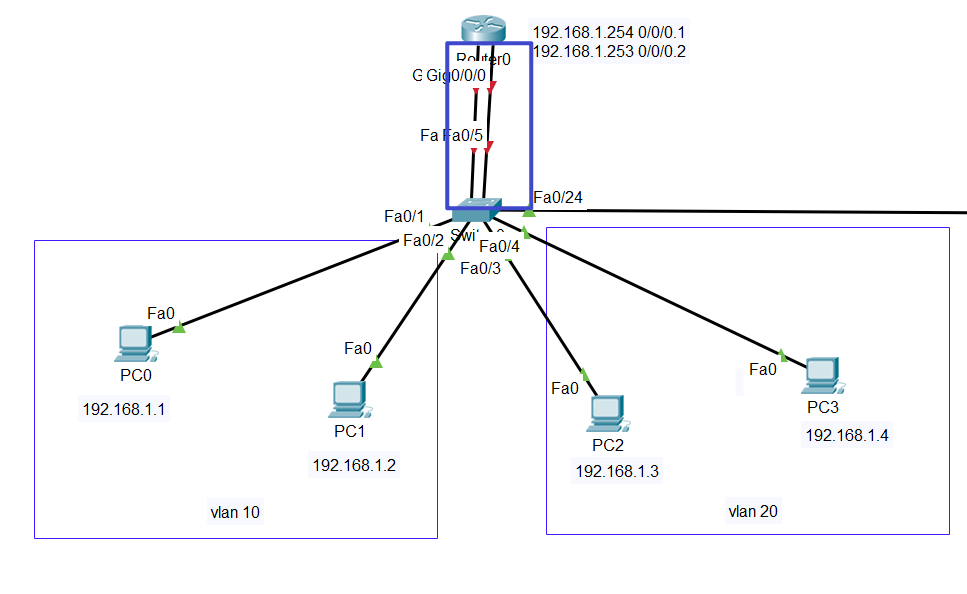 192.168.1.254 0/0/0.1
192.168.1.253 0/0/0.2
Router0
G Gig0/0/0
Fa Fa0/5
Fa0/24
Fa0/1
Fa0/2
Fa0/4
Fa0/3
Fa0
PC0
192.168.1.1
Fa0
PC1
192.168.1.2
vlan 10
Fa0
PC2
192.168.1.3
Fa0
PC3
192.168.1.4
vlan 20